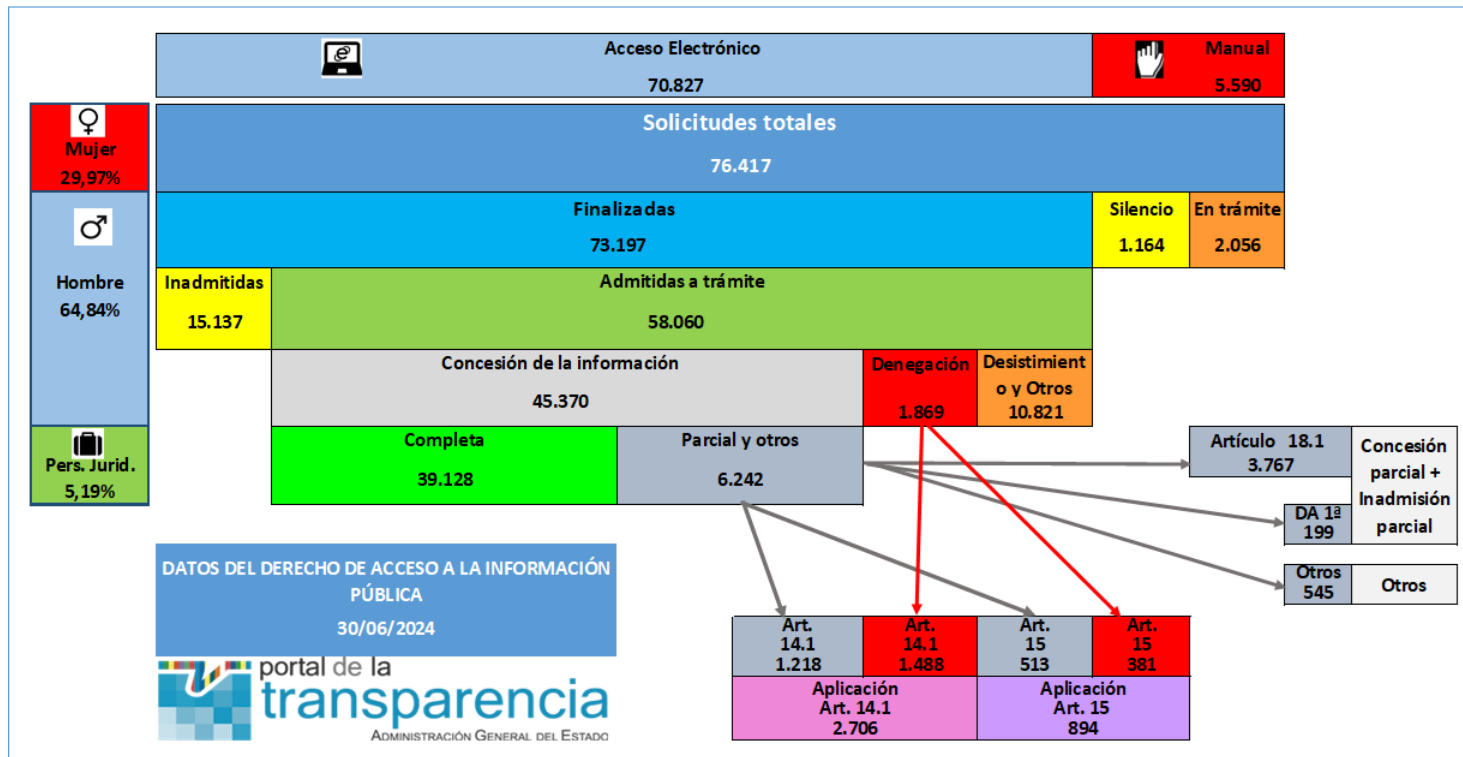 Acceso Electrónico
70.827
Manual
5.590
Mujer
29,97%
Solicitudes totales
76.417
Hombre
64,84%
Finalizadas
73.197
Silencio
1.164
En trámite
2.056
Inadmitidas
15.137
Admitidas a trámite
58.060
Concesión de la información
45.370
Denegación
1.869
Desistimient
o y Otros
10.821
Pers. Jurid.
5,19%
Completa
39.128
Parcial y otros
6.242
Artículo 18.1
3.767
DA 1ª
199
Concesión
parcial +
Inadmisión
parcial
Otros
545
Otros
DATOS DEL DERECHO DE ACCESO A LA INFORMACIÓN
PÚBLICA
30/06/2024
Art.
14.1
1.218
Art.
14.1
1.488
Art.
15
513
Art.
15
381
Aplicación
Art. 14.1
2.706
Aplicación
Art. 15
894
portal de la
transparencia
ADMINISTRACIÓN GENERAL DEL ESTADO